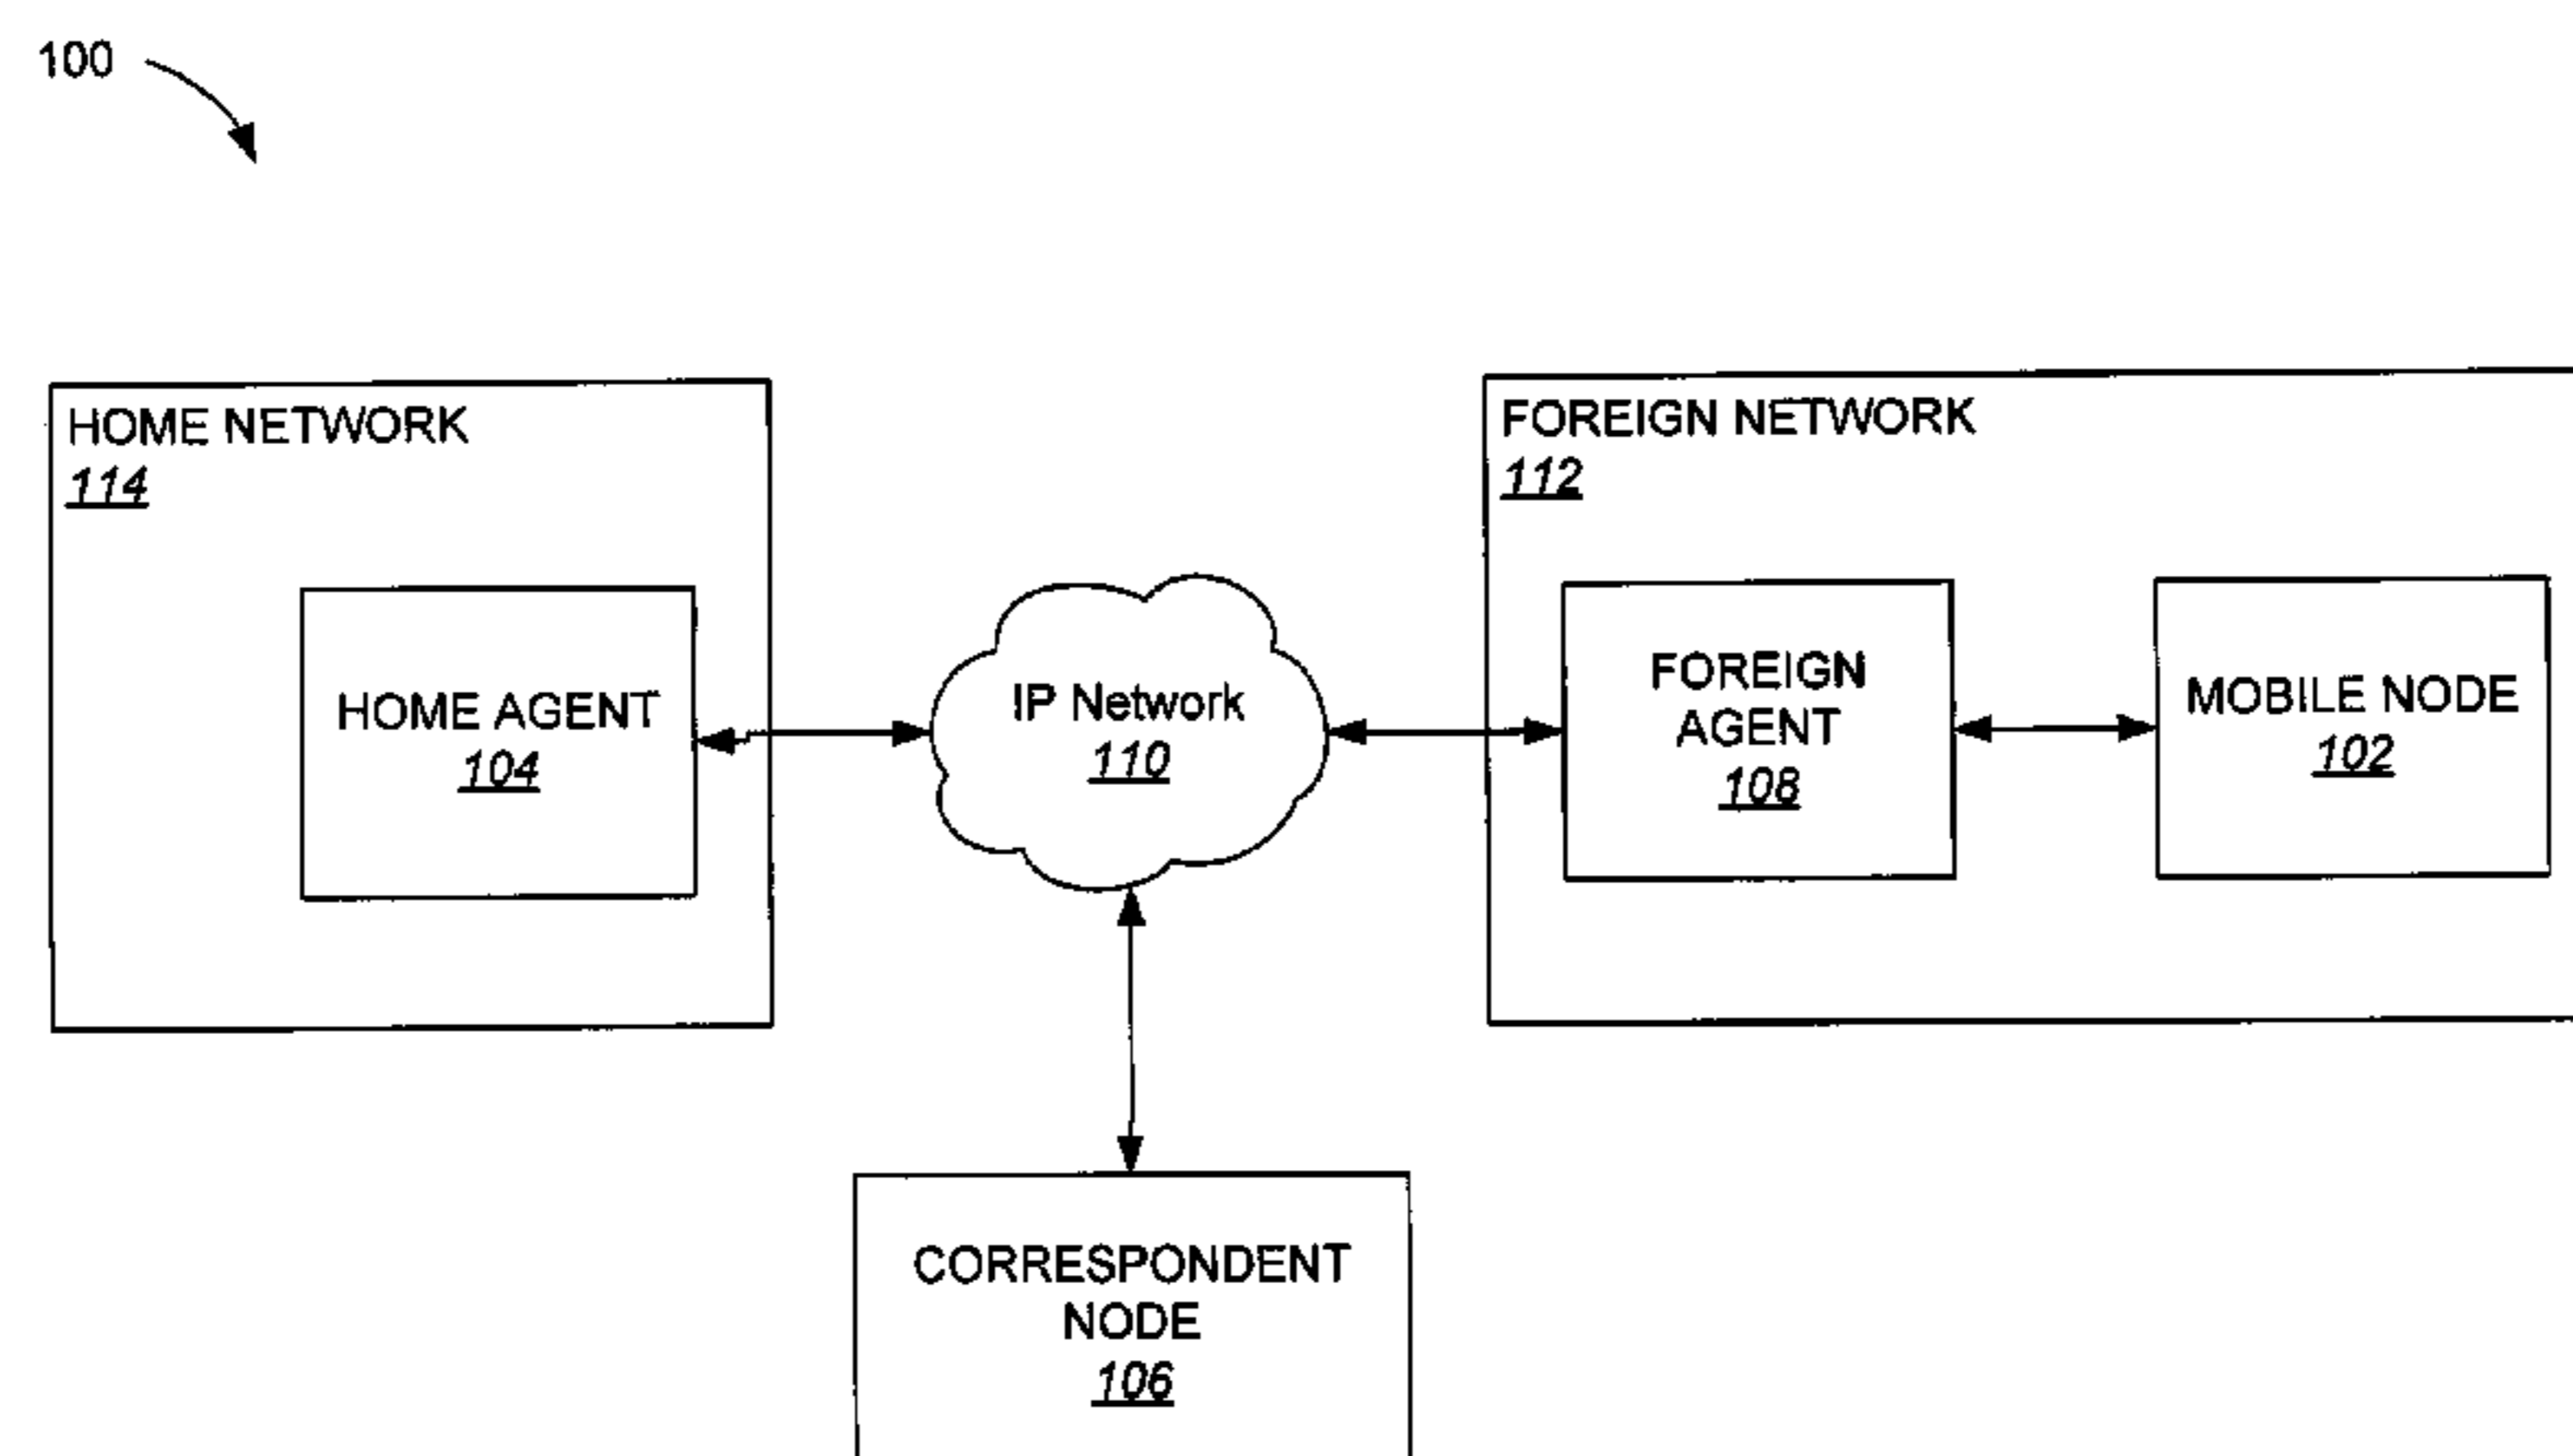 100
HOME NETWORK
114
HOME AGENT
104
IP Network
110
FOREIGN NETWORK
112
FOREIGN
AGENT
108
MOBILE NODE
102
CORRESPONDENT
NODE
106